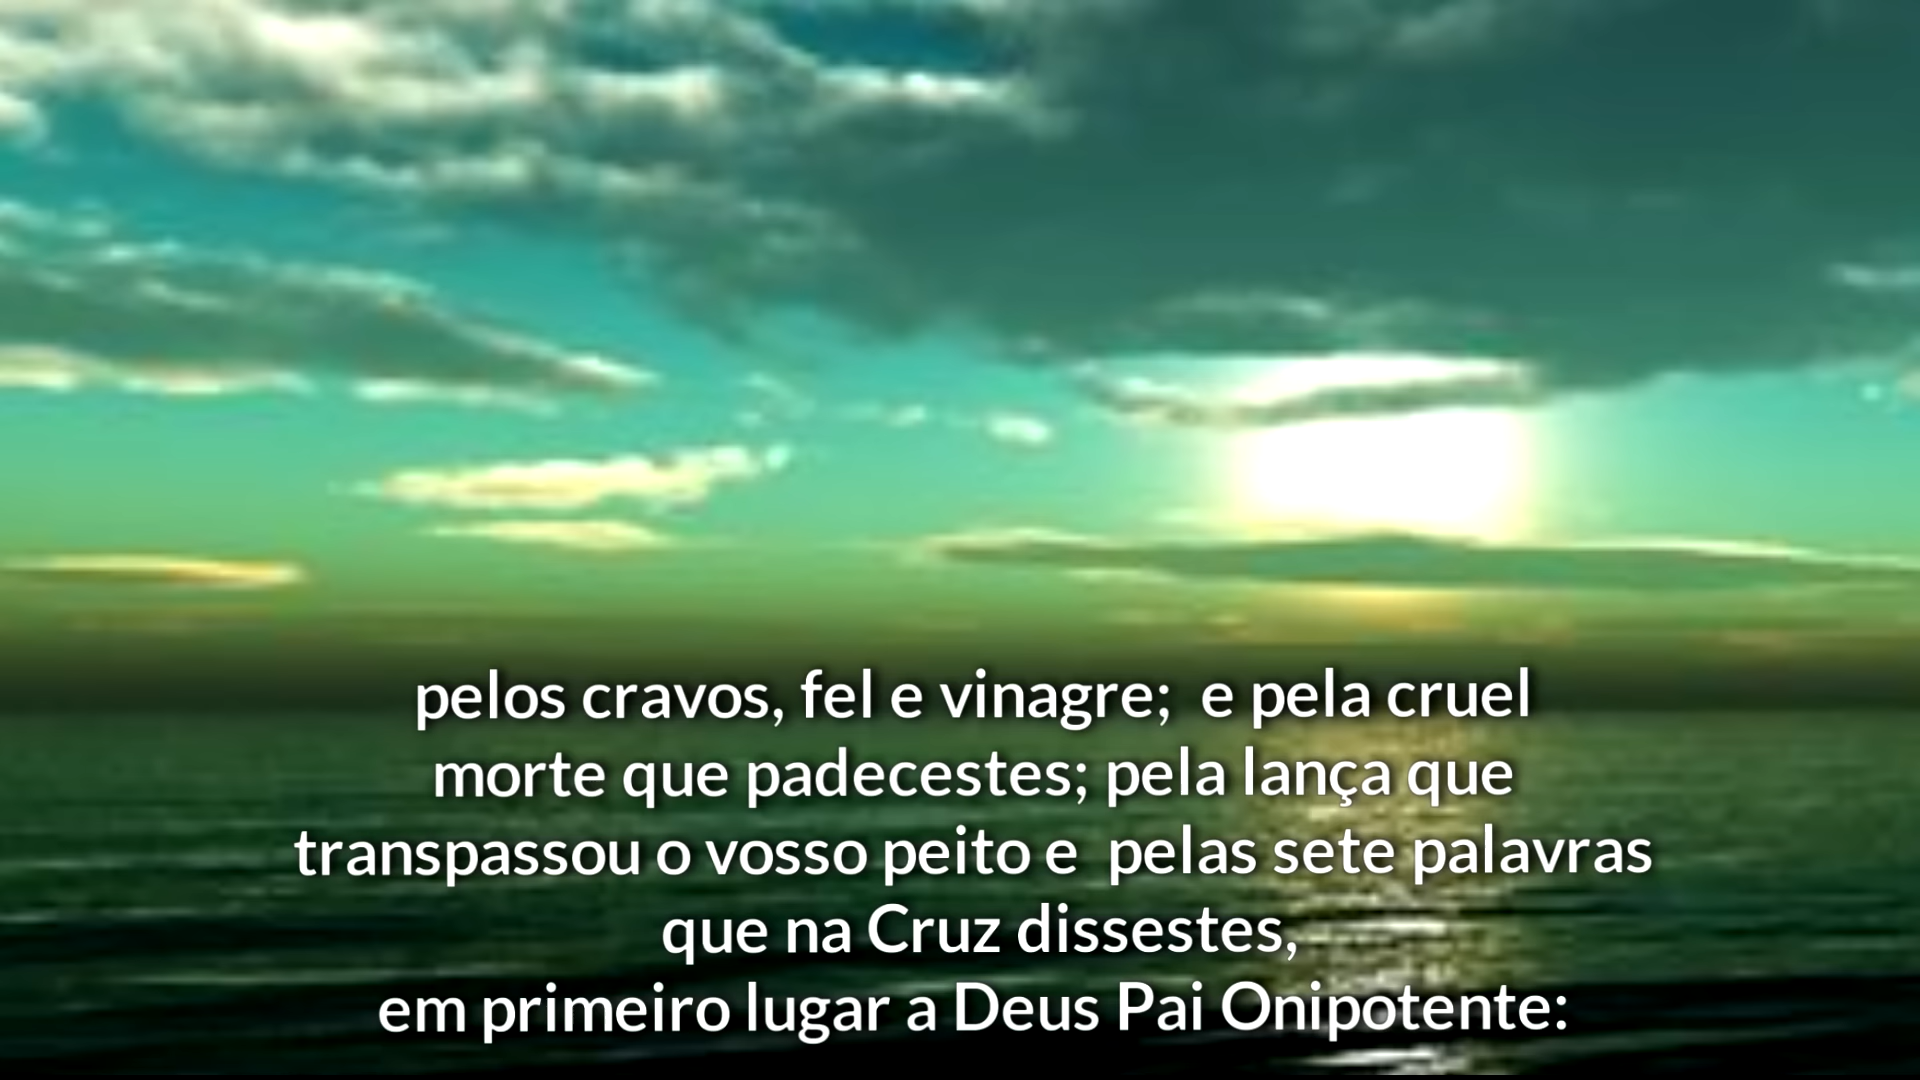 pelos cravos, fel e vinagre;  e pela cruel
morte que padecestes; pela lança que
transpassou o vosso peito e  pelas sete palavras
que na Cruz dissestes,
em primeiro lugar a Deus Pai Onipotente: